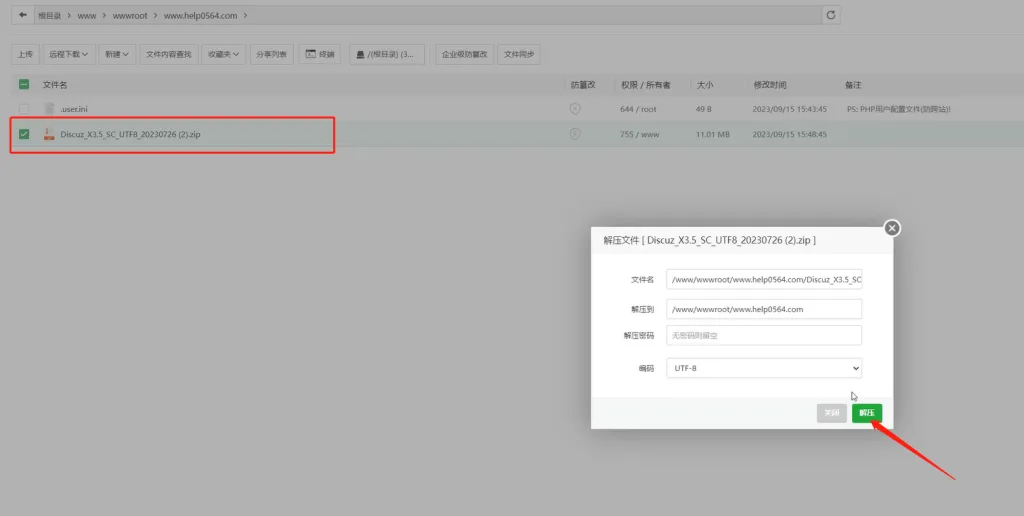 根目录 > www > wwwroot > www.help0564.com >
上传 远程下载 新建 文件内容查找 收藏夹 分享列表 终端 /(根目录) (3... 企业级防篡改 文件同步
文件名 防篡改 权限 / 所有者 大小 修改时间 备注
.user.ini 644 / root 49 B 2023/09/15 15:43:45 PS: PHP用户配置文件(防跨站)!
Discuz_X3.5_SC_UTF8_20230726 (2).zip 755 / www 11.01 MB 2023/09/15 15:48:45
解压文件 [ Discuz_X3.5_SC_UTF8_20230726 (2).zip ]
文件名 /www/wwwroot/www.help0564.com/Discuz_X3.5_SC
解压到 /www/wwwroot/www.help0564.com
解压密码 无密码则留空
编码 UTF-8
关闭 解压